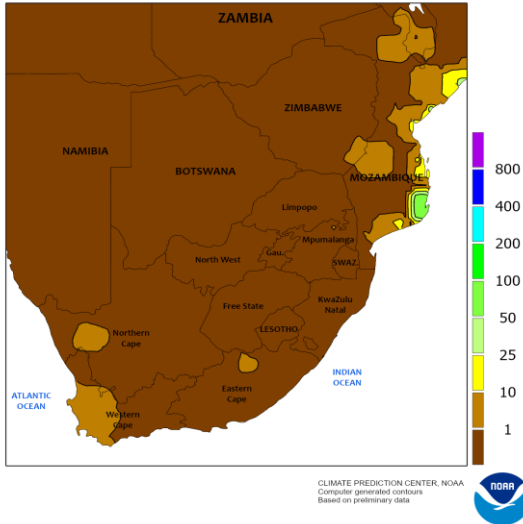 ZAMBIA
ZIMBABWE
NAMIBIA
BOTSWANA
MOZAMBIQUE
Limpopo
Mpumalanga
North West
Gau.
SWAZ.
Free State
KwaZulu
Natal
LESOTHO
Northern
Cape
Eastern
Cape
Western
Cape
ATLANTIC
OCEAN
INDIAN
OCEAN
800
400
200
100
50
25
10
1
CLIMATE PREDICTION CENTER, NOAA
Computer generated contours
Based on preliminary data
NOAA